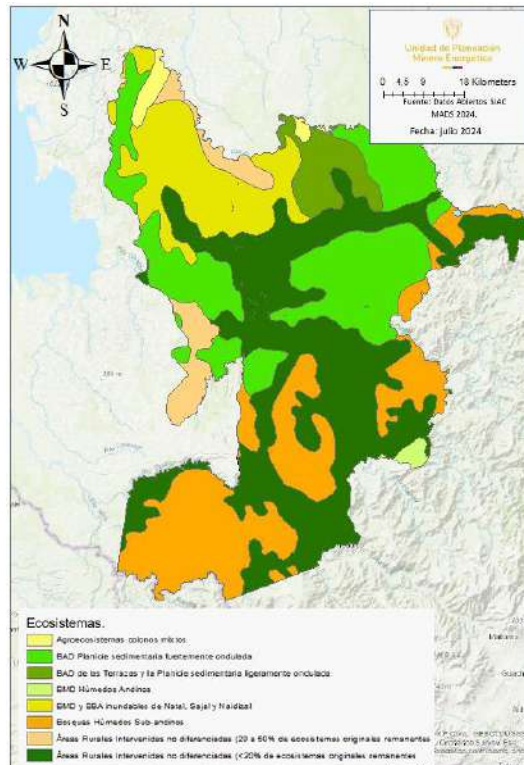 N
W E
S
Unidad de Planeación
Minero Energética
0 4,5 9 18 Kilometers
Fuente: Datos Abiertos SIAC
MADS 2024.
Fecha: julio 2024
Ecosistemas.
Agroecosistemas colonos mixtos
BAD Planicie sedimentaria fuertemente ondulada
BAD de las Terrazas y la Planicie sedimentaria ligeramente ondulada
BMD Húmedos Andinos
BMD y BBA inundables de Natal, Sajal y Naidizal
Bosques Húmedos Sub-andinos
Áreas Rurales Intervenidas no diferenciadas (20 a 50% de ecosistemas originales remanentes
Áreas Rurales Intervenidas no diferenciadas (<20% de ecosistemas originales remanentes